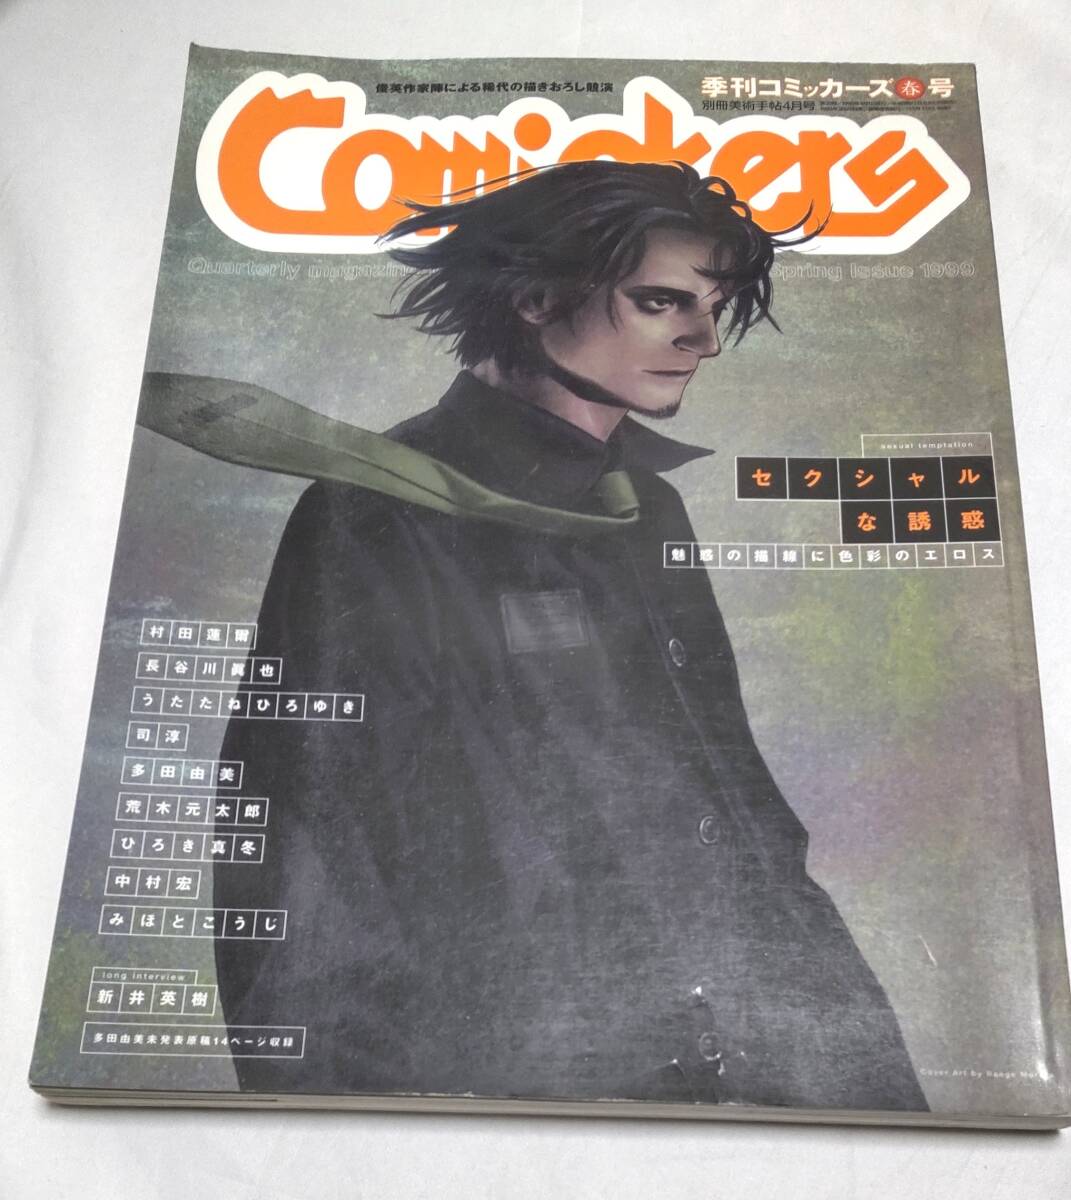 俊英作家陣による稀代の描きおろし競演
季刊コミッカーズ 春 号
別冊美術手帖4月号
Comickers
Quarterly magazine
Spring Issue 1999
sexual temptation
セクシャル
な誘惑
魅惑の描線に色彩のエロス
村田蓮爾
長谷川眞也
うたたねひろゆき
司淳
多田由美
荒木元太郎
ひろき真冬
中村宏
みほとこうじ
long interview
新井英樹
多田由美未発表原稿14ページ収録
Cover Art by Range Murata